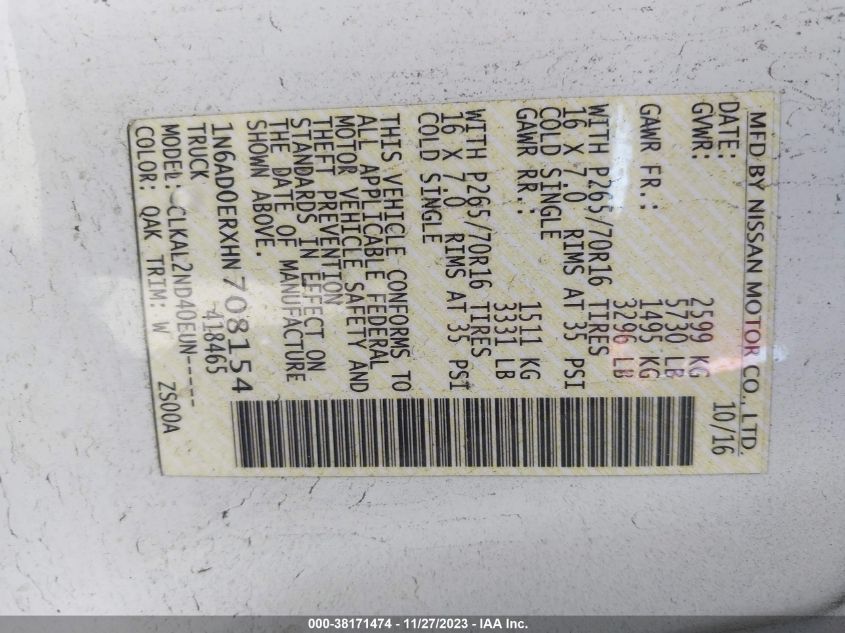 MFD BY NISSAN MOTOR CO., LTD.
DATE: 10/16
GVWR: 2599 KG
5730 LB
GAWR FR.: 1495 KG
3296 LB
WITH P265/70R16 TIRES
16 X 7.0 RIMS AT 35 PSI
COLD SINGLE
GAWR RR.: 1511 KG
3331 LB
WITH P265/70R16 TIRES
16 X 7.0 RIMS AT 35 PSI
COLD SINGLE
THIS VEHICLE CONFORMS TO
ALL APPLICABLE FEDERAL
MOTOR VEHICLE SAFETY AND
THEFT PREVENTION
STANDARDS IN EFFECT ON
THE DATE OF MANUFACTURE
SHOWN ABOVE.
1N6AD0ERXHN708154
TRUCK 418465
MODEL: CLKAL2ND40EUN-----
COLOR: QAK TRIM: W ZS00A
000-38171474 - 11/27/2023 - IAA Inc.